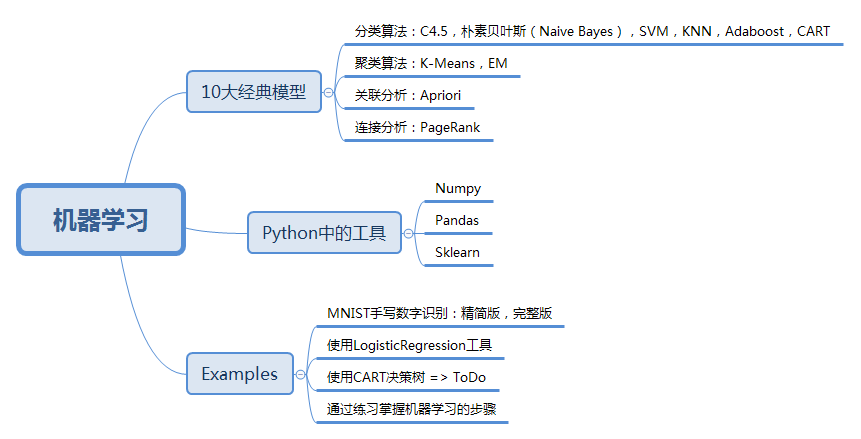 机器学习
10大经典模型
分类算法：C4.5，朴素贝叶斯（Naive Bayes），SVM，KNN，Adaboost，CART
聚类算法：K-Means，EM
关联分析：Apriori
连接分析：PageRank
Python中的工具
Numpy
Pandas
Sklearn
Examples
MNIST手写数字识别：精简版，完整版
使用LogisticRegression工具
使用CART决策树 => ToDo
通过练习掌握机器学习的步骤